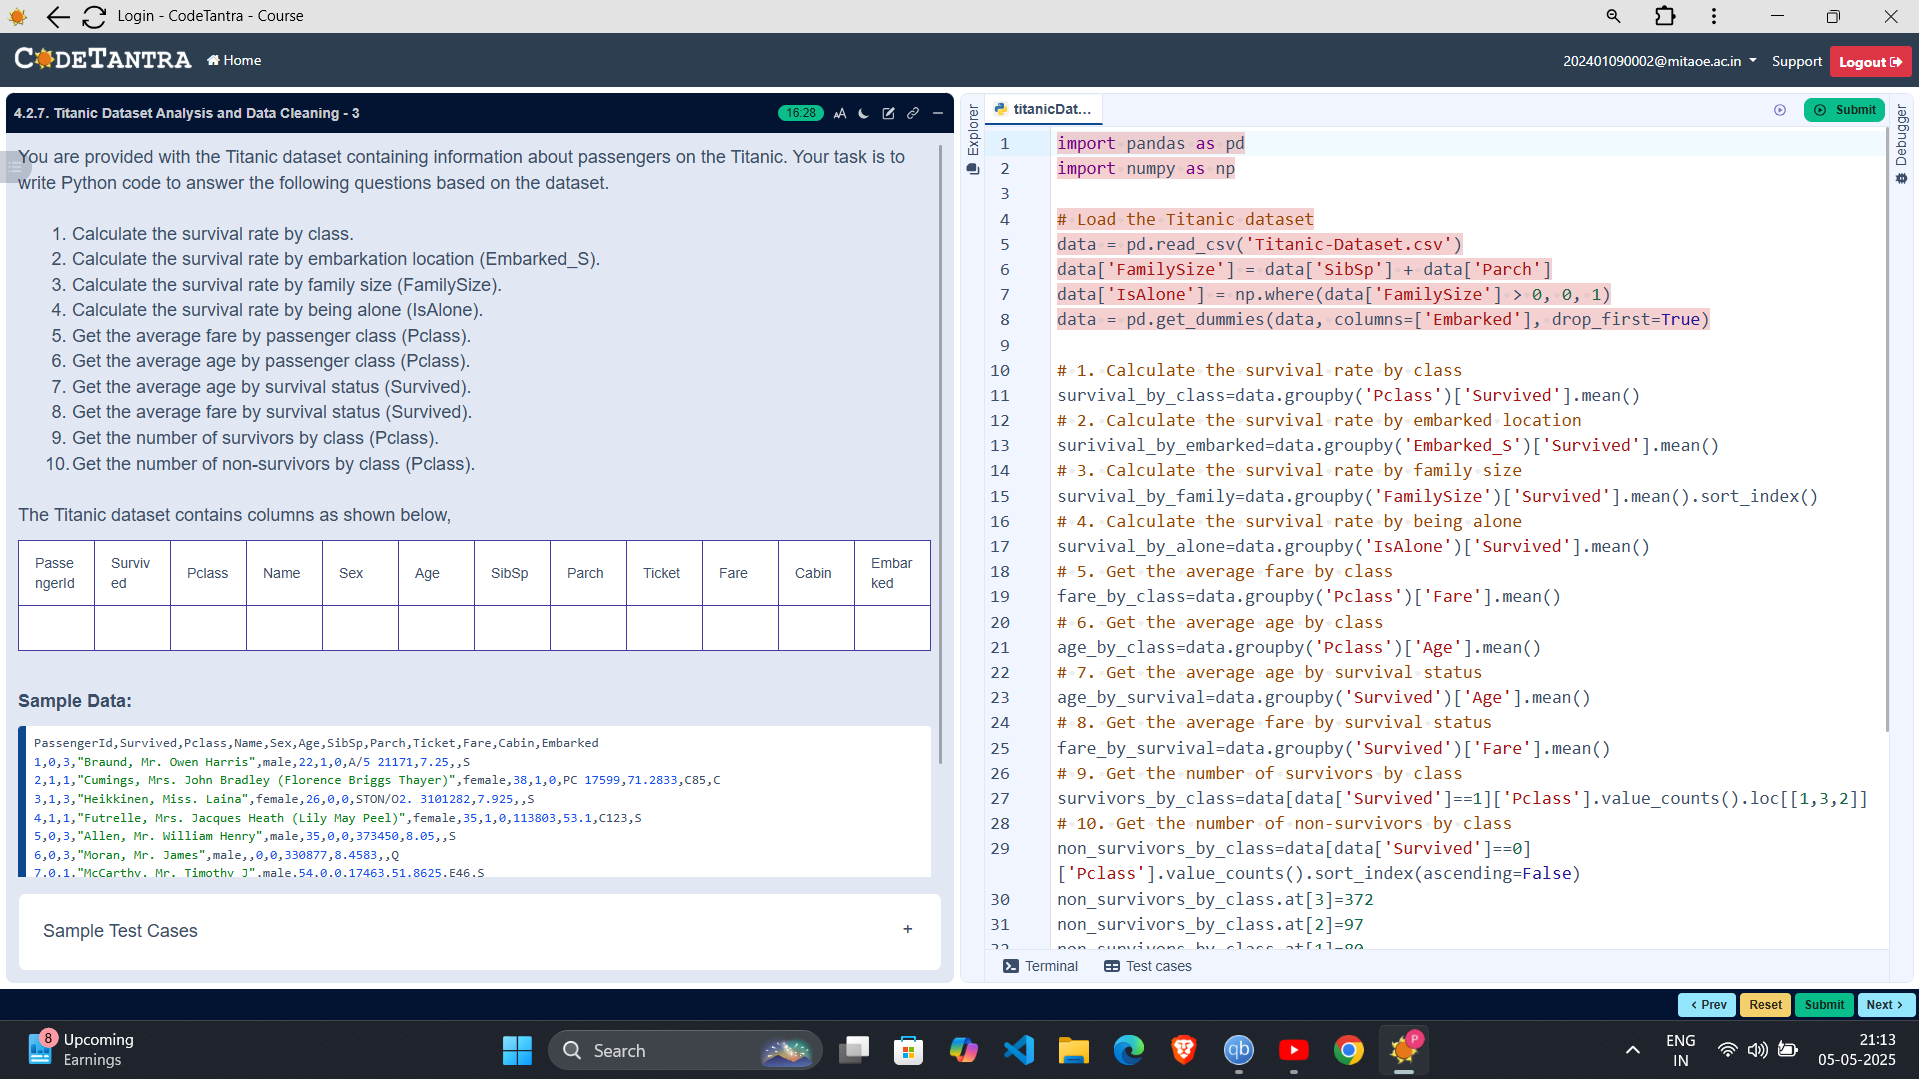 Login - CodeTantra - Course
CODETANTRA
Home
202401090002@mitaoe.ac.in
Support
Logout
4.2.7. Titanic Dataset Analysis and Data Cleaning - 3
16:28
AA
You are provided with the Titanic dataset containing information about passengers on the Titanic. Your task is to
write Python code to answer the following questions based on the dataset.
1. Calculate the survival rate by class.
2. Calculate the survival rate by embarkation location (Embarked_S).
3. Calculate the survival rate by family size (FamilySize).
4. Calculate the survival rate by being alone (IsAlone).
5. Get the average fare by passenger class (Pclass).
6. Get the average age by passenger class (Pclass).
7. Get the average age by survival status (Survived).
8. Get the average fare by survival status (Survived).
9. Get the number of survivors by class (Pclass).
10. Get the number of non-survivors by class (Pclass).
The Titanic dataset contains columns as shown below,
Passe
ngerId
Surviv
ed
Pclass
Name
Sex
Age
SibSp
Parch
Ticket
Fare
Cabin
Embar
ked
Sample Data:
PassengerId,Survived,Pclass,Name,Sex,Age,SibSp,Parch,Ticket,Fare,Cabin,Embarked
1,0,3,"Braund, Mr. Owen Harris",male,22,1,0,A/5 21171,7.25,,S
2,1,1,"Cumings, Mrs. John Bradley (Florence Briggs Thayer)",female,38,1,0,PC 17599,71.2833,C85,C
3,1,3,"Heikkinen, Miss. Laina",female,26,0,0,STON/O2. 3101282,7.925,,S
4,1,1,"Futrelle, Mrs. Jacques Heath (Lily May Peel)",female,35,1,0,113803,53.1,C123,S
5,0,3,"Allen, Mr. William Henry",male,35,0,0,373450,8.05,,S
6,0,3,"Moran, Mr. James",male,,0,0,330877,8.4583,,Q
7,0,1,"McCarthy, Mr. Timothy J",male,54,0,0,17463,51.8625,E46,S
Sample Test Cases
+
Explorer
titanicDat...
Submit
Debugger
1 import pandas as pd
2 import numpy as np
3
4 # Load the Titanic dataset
5 data = pd.read_csv('Titanic-Dataset.csv')
6 data['FamilySize'] = data['SibSp'] + data['Parch']
7 data['IsAlone'] = np.where(data['FamilySize'] > 0, 0, 1)
8 data = pd.get_dummies(data, columns=['Embarked'], drop_first=True)
9
10 # 1. Calculate the survival rate by class
11 survival_by_class=data.groupby('Pclass')['Survived'].mean()
12 # 2. Calculate the survival rate by embarked location
13 surivival_by_embarked=data.groupby('Embarked_S')['Survived'].mean()
14 # 3. Calculate the survival rate by family size
15 survival_by_family=data.groupby('FamilySize')['Survived'].mean().sort_index()
16 # 4. Calculate the survival rate by being alone
17 survival_by_alone=data.groupby('IsAlone')['Survived'].mean()
18 # 5. Get the average fare by class
19 fare_by_class=data.groupby('Pclass')['Fare'].mean()
20 # 6. Get the average age by class
21 age_by_class=data.groupby('Pclass')['Age'].mean()
22 # 7. Get the average age by survival status
23 age_by_survival=data.groupby('Survived')['Age'].mean()
24 # 8. Get the average fare by survival status
25 fare_by_survival=data.groupby('Survived')['Fare'].mean()
26 # 9. Get the number of survivors by class
27 survivors_by_class=data[data['Survived']==1]['Pclass'].value_counts().loc[[1,3,2]]
28 # 10. Get the number of non-survivors by class
29 non_survivors_by_class=data[data['Survived']==0]
['Pclass'].value_counts().sort_index(ascending=False)
30 non_survivors_by_class.at[3]=372
31 non_survivors_by_class.at[2]=97
32 non_survivors_by_class.at[1]=80
Terminal
Test cases
< Prev
Reset
Submit
Next >
8
Upcoming
Earnings
Search
qb
P
ENG
IN
21:13
05-05-2025